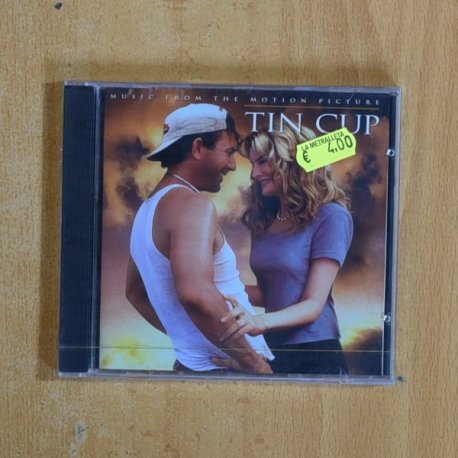 MUSIC FROM THE MOTION PICTURE
TIN CUP
LA METRALLETA
€ 4,00